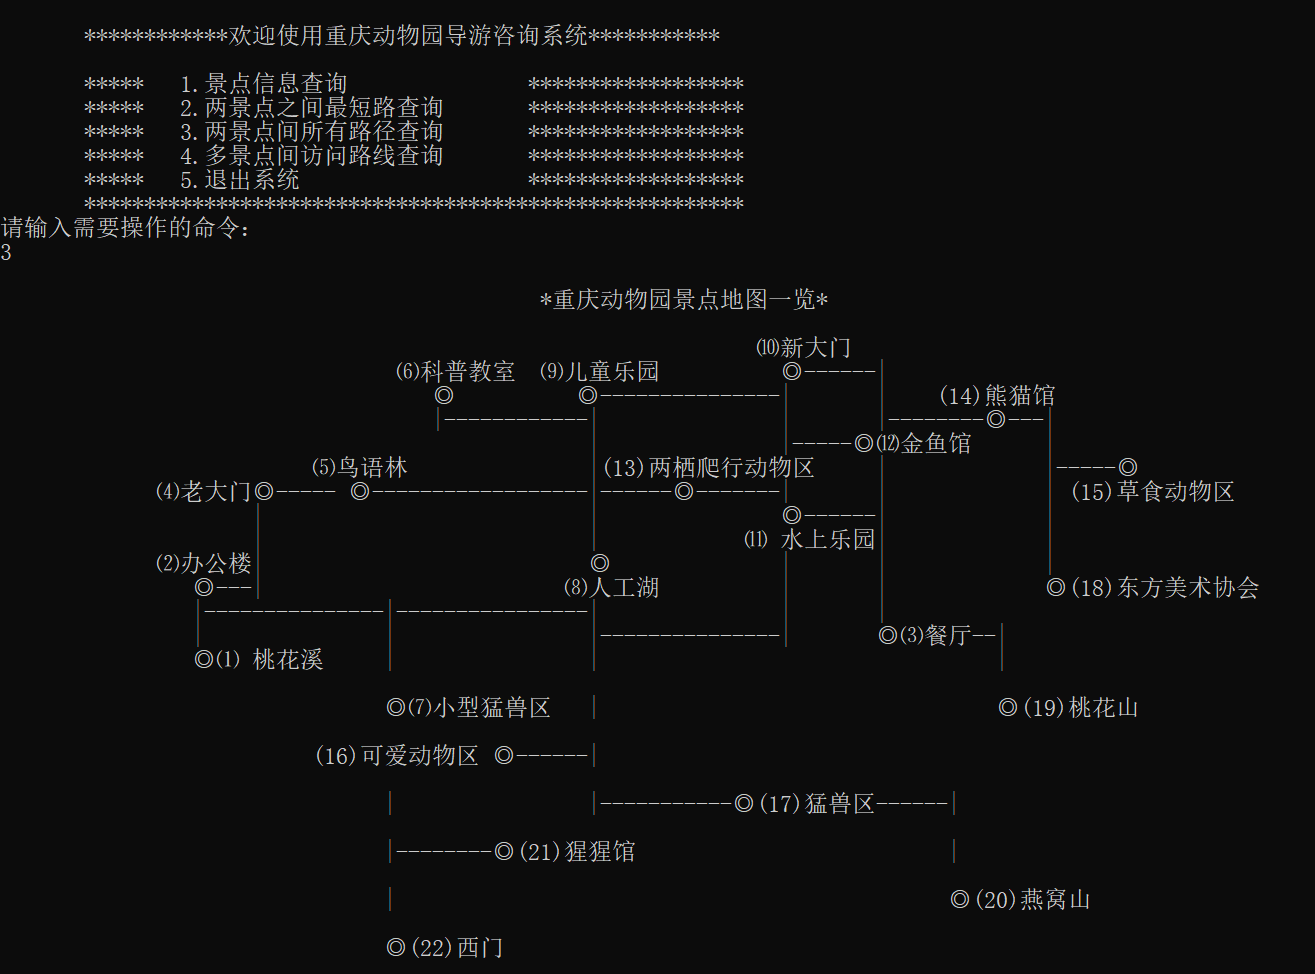 ************欢迎使用重庆动物园导游咨询系统***********
***** 1.景点信息查询 ******************
***** 2.两景点之间最短路查询 ******************
***** 3.两景点间所有路径查询 ******************
***** 4.多景点间访问路线查询 ******************
***** 5.退出系统 ******************
*******************************************************
请输入需要操作的命令:
3
*重庆动物园景点地图一览*
⑽新大门
⑹科普教室 ⑼儿童乐园
◎------
◎ ◎--------------- (14)熊猫馆
|------------ --------◎---
-----◎⑿金鱼馆
⑸鸟语林 (13)两栖爬行动物区 -----◎
⑷老大门◎----- ◎------------------ ------◎------- (15)草食动物区
◎------
⑾ 水上乐园
⑵办公楼 ◎
◎--- ⑻人工湖 ◎(18)东方美术协会
|---------------|----------------
--------------- ◎⑶餐厅--
◎⑴ 桃花溪
◎⑺小型猛兽区 | ◎(19)桃花山
(16)可爱动物区 ◎------|
| |-----------◎(17)猛兽区------|
|--------◎(21)猩猩馆 |
| ◎(20)燕窝山
◎(22)西门